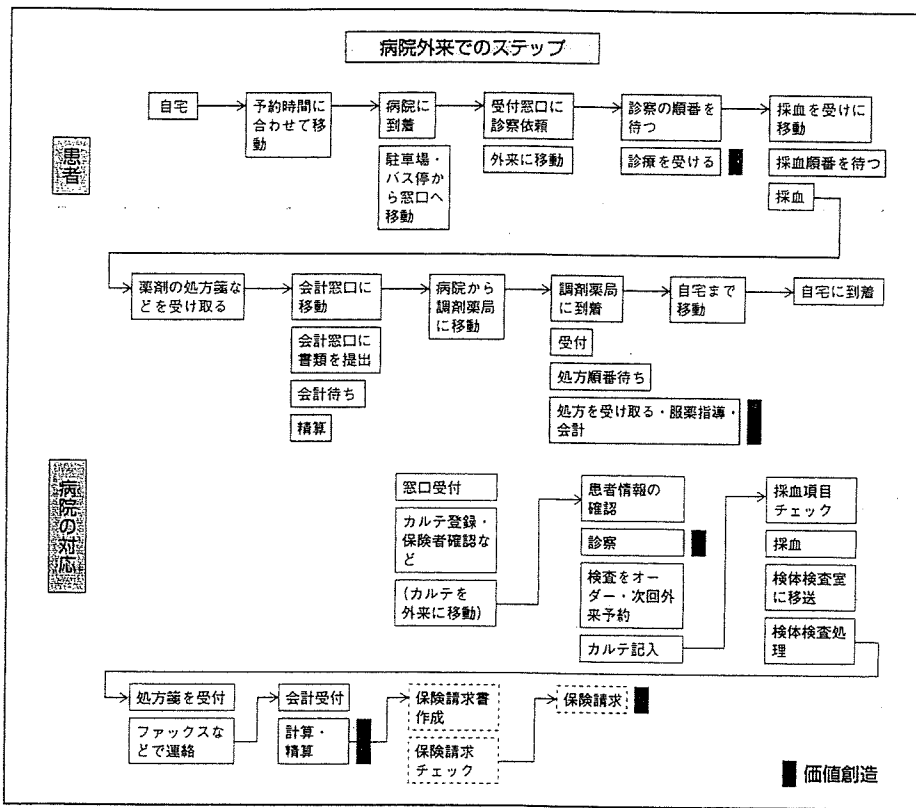 病院外来でのステップ
患者
自宅
予約時間に
合わせて移
動
病院に
到着
駐車場・
バス停か
ら窓口へ
移動
受付窓口に
診察依頼
外来に移動
診察の順番を
待つ
診療を受ける
採血を受けに
移動
採血順番を待つ
採血
薬剤の処方箋な
どを受け取る
会計窓口に
移動
会計窓口に
書類を提出
会計待ち
精算
病院から
調剤薬局
に移動
調剤薬局
に到着
受付
処方順番待ち
処方を受け取る・服薬指導・
会計
自宅まで
移動
自宅に到着
病院の対応
窓口受付
カルテ登録・
保険者確認な
ど
(カルテを
外来に移動)
患者情報の
確認
診察
検査をオー
ダー・次回外
来予約
カルテ記入
採血項目
チェック
採血
検体検査室
に移送
検体検査処
理
処方箋を受付
ファックスな
どで連絡
会計受付
計算・
精算
保険請求書
作成
保険請求
チェック
保険請求
価値創造